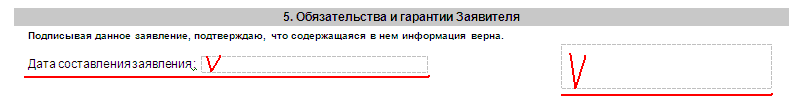 5. Обязательства и гарантии Заявителя
Подписывая данное заявление, подтверждаю, что содержащаяся в нем информация верна.
Дата составления заявления: